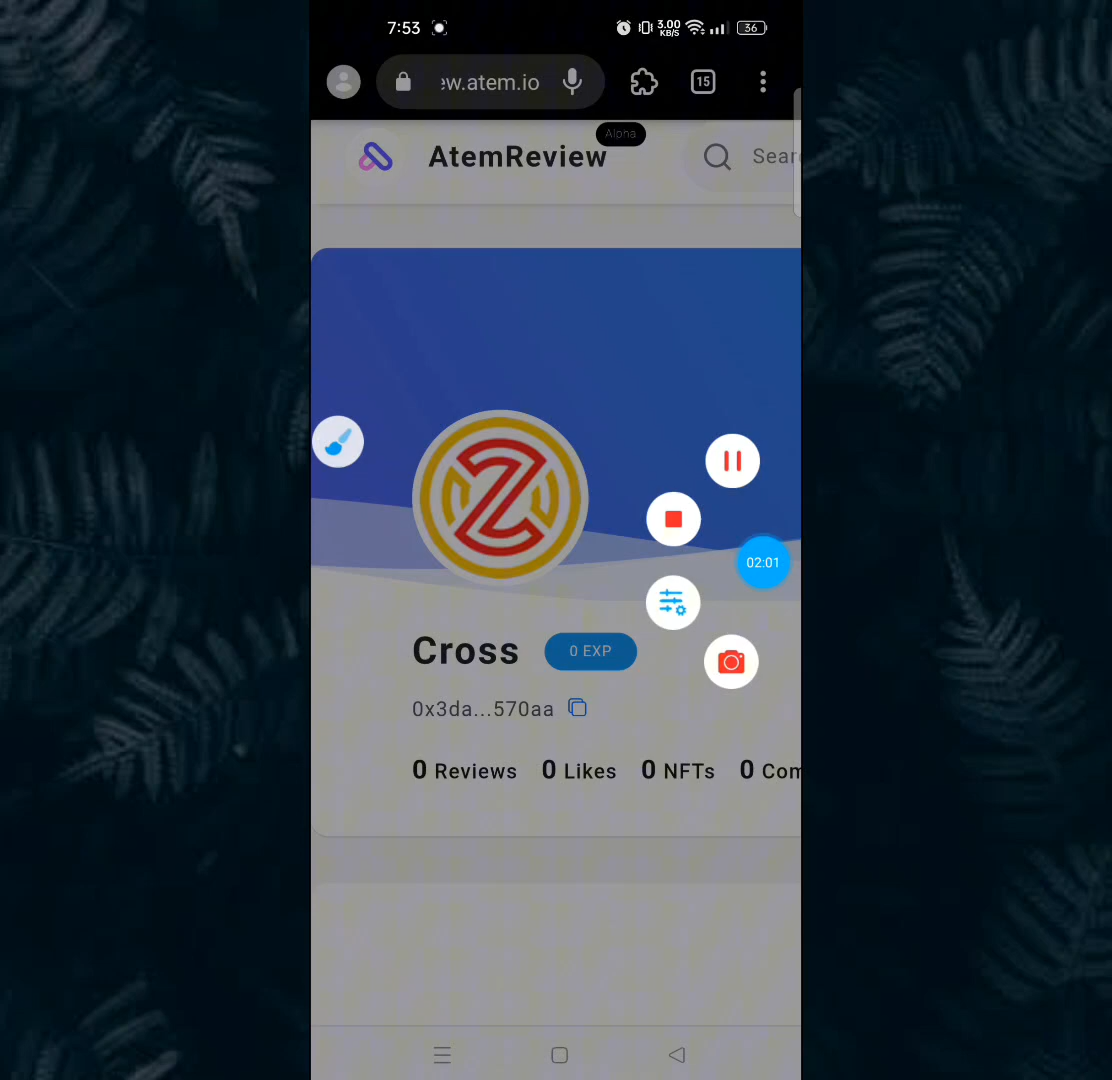 7:53 3.00 KB/S 36
w.atem.io 15
Alpha
AtemReview Sear
02:01
Cross 0 EXP
0x3da...570aa
0 Reviews 0 Likes 0 NFTs 0 Com